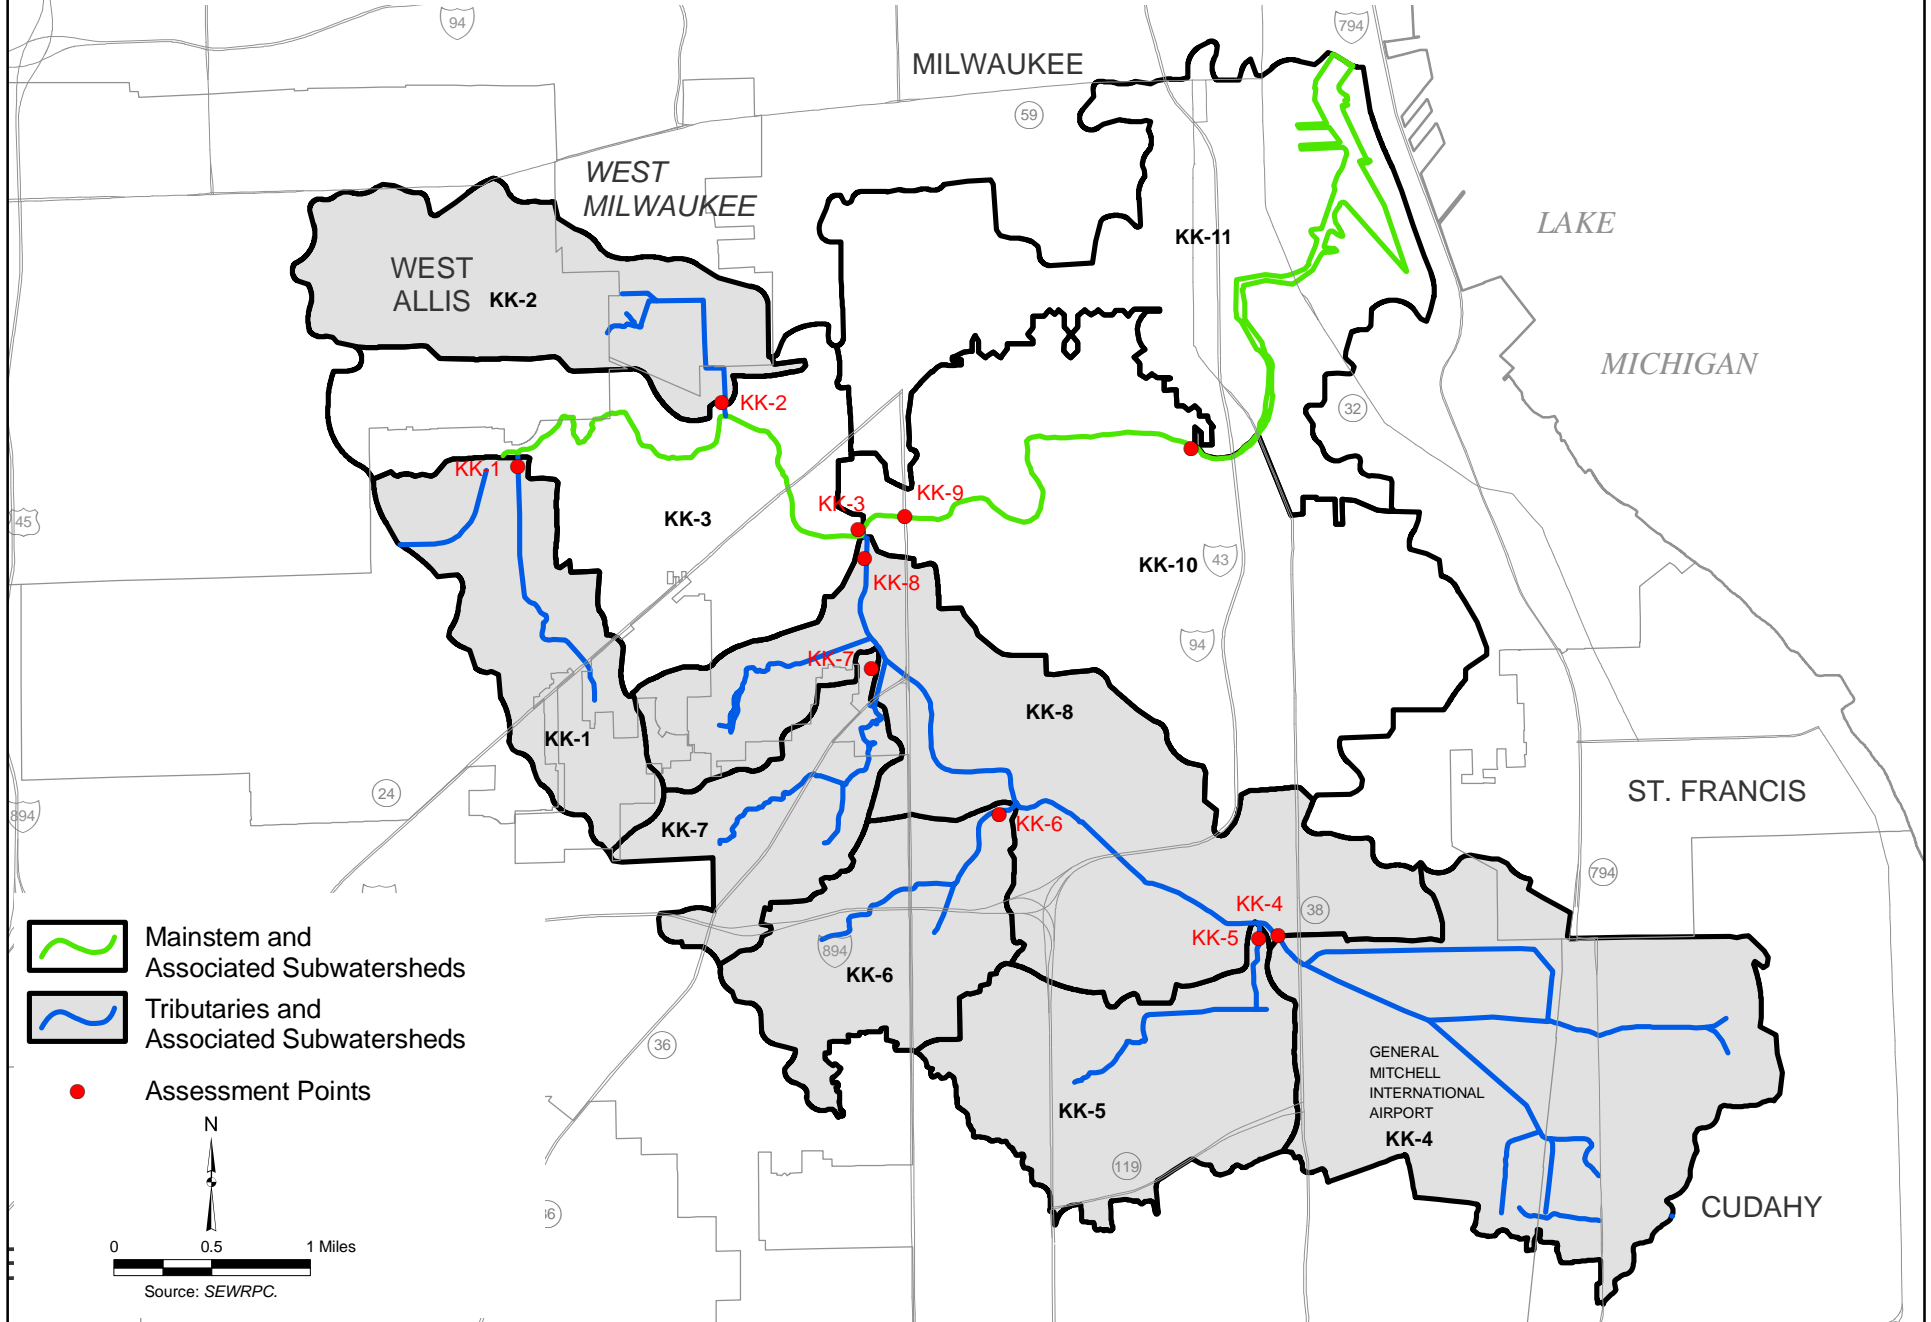 94
794
MILWAUKEE
59
WEST
MILWAUKEE
LAKE
KK-11
WEST
ALLIS
KK-2
MICHIGAN
KK-2
32
KK-1
KK-9
KK-3
KK-3
45
KK-10
43
KK-8
94
KK-7
KK-8
KK-1
ST. FRANCIS
24
894
KK-6
KK-7
794
KK-4
38
KK-5
894
KK-6
Mainstem and
Associated Subwatersheds
Tributaries and
Associated Subwatersheds
36
GENERAL
MITCHELL
INTERNATIONAL
AIRPORT
KK-4
Assessment Points
KK-5
N
119
CUDAHY
36
0 0.5 1 Miles
Source: SEWRPC.